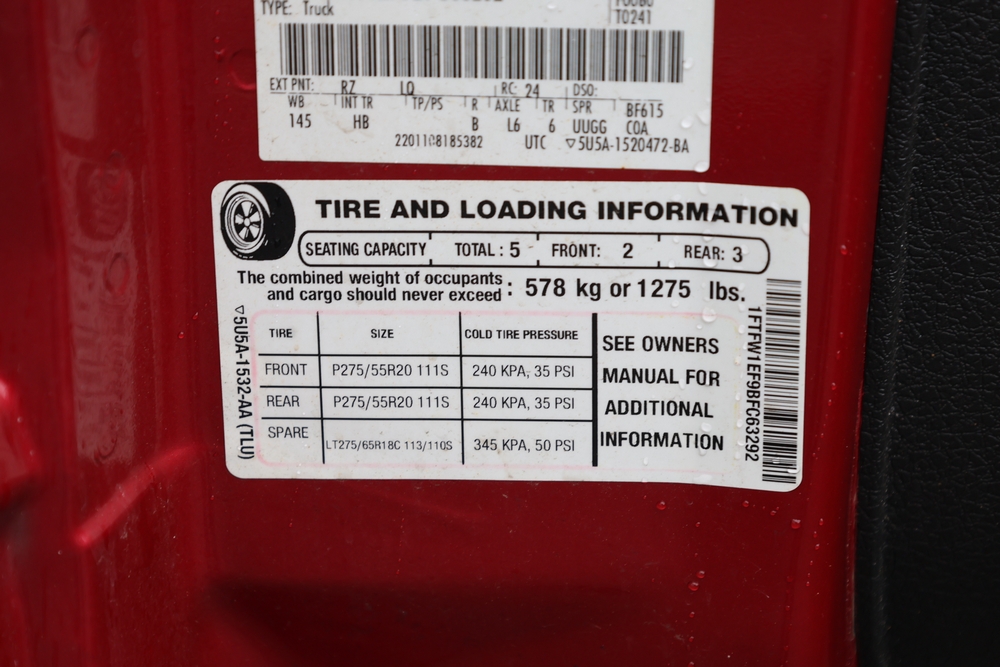 TYPE: Truck
T0241
EXT PNT: RZ LQ RC: 24 DSO:
WB INT TR TP/PS R AXLE TR SPR BF615
145 HB B L6 6 UUGG COA
2201108185382 UTC ▽5U5A-1520472-BA
TIRE AND LOADING INFORMATION
SEATING CAPACITY TOTAL : 5 FRONT: 2 REAR: 3
The combined weight of occupants
and cargo should never exceed : 578 kg or 1275 lbs.
TIRE SIZE COLD TIRE PRESSURE
FRONT P275/55R20 111S 240 KPA, 35 PSI
REAR P275/55R20 111S 240 KPA, 35 PSI
SPARE LT275/65R18C 113/110S 345 KPA, 50 PSI
SEE OWNERS
MANUAL FOR
ADDITIONAL
INFORMATION
▽5U5A-1532-AA (TLU)
1FTFW1EF9BFC63292